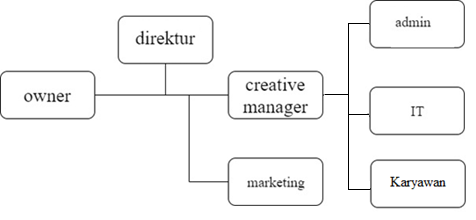 direktur
owner
creative
manager
marketing
admin
IT
Karyawan